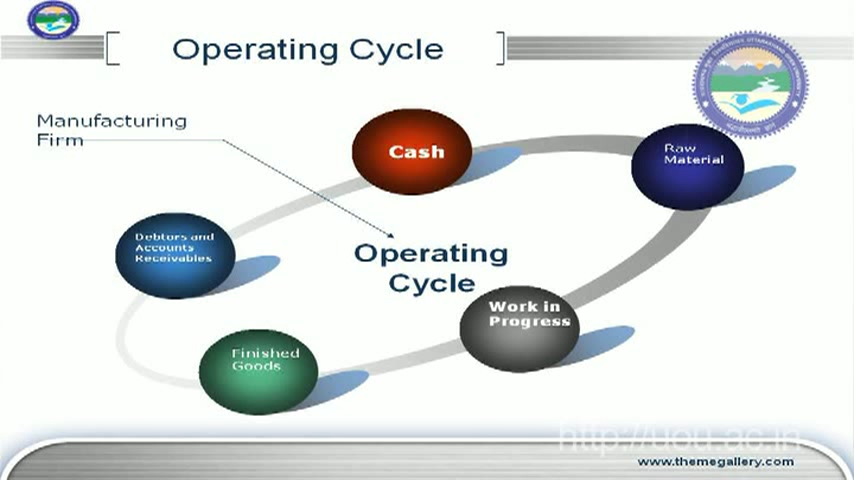 Operating Cycle
Manufacturing
Firm
Cash
Raw
Material
Debtors and
Accounts
Receivables
Operating
Cycle
Work in
Progress
Finished
Goods
http://uou.ac.in
www.themegallery.com